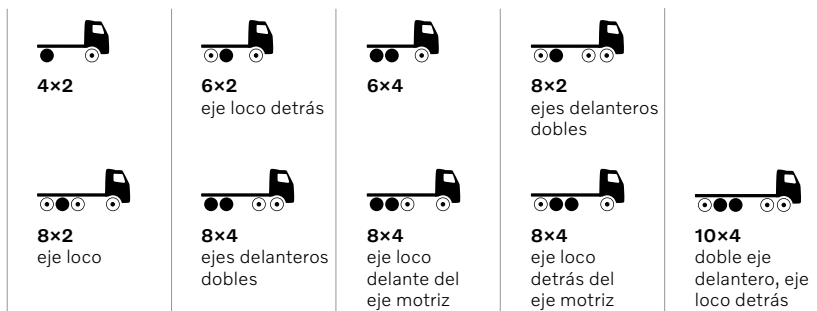 4×2
6×2
eje loco detrás
6×4
8×2
ejes delanteros
dobles
8×2
eje loco
8×4
ejes delanteros
dobles
8×4
eje loco
delante del
eje motriz
8×4
eje loco
detrás del
eje motriz
10×4
doble eje
delantero, eje
loco detrás